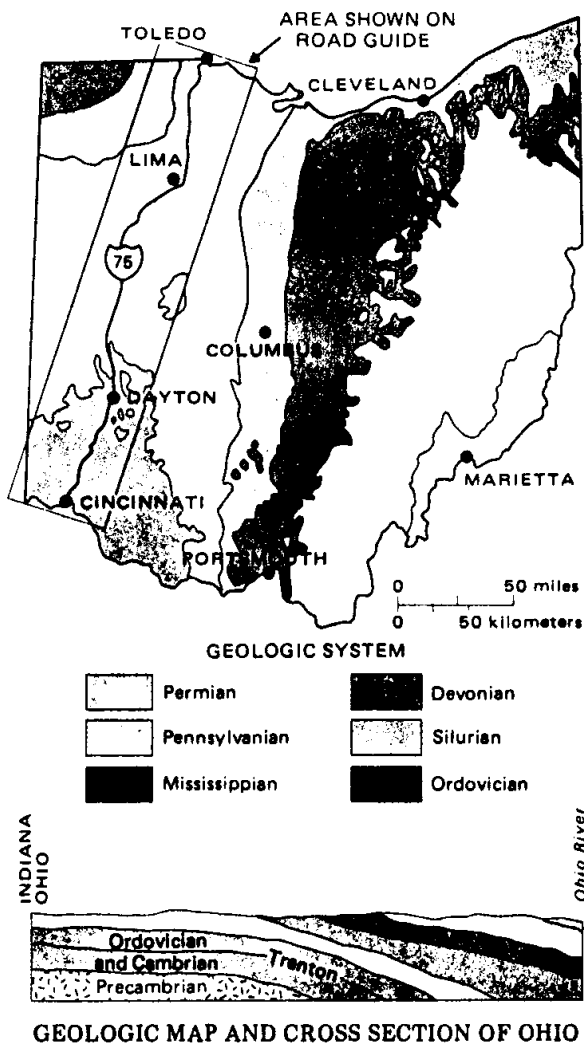 TOLEDO
AREA SHOWN ON
ROAD GUIDE
CLEVELAND
LIMA
75
COLUMBUS
DAYTON
MARIETTA
CINCINNATI
PORTSMOUTH
0 50 miles
0 50 kilometers
GEOLOGIC SYSTEM
Permian
Devonian
Pennsylvanian
Silurian
Mississippian
Ordovician
INDIANA
OHIO
Ohio River
Ordovician
and Cambrian
Trenton
Precambrian
GEOLOGIC MAP AND CROSS SECTION OF OHIO